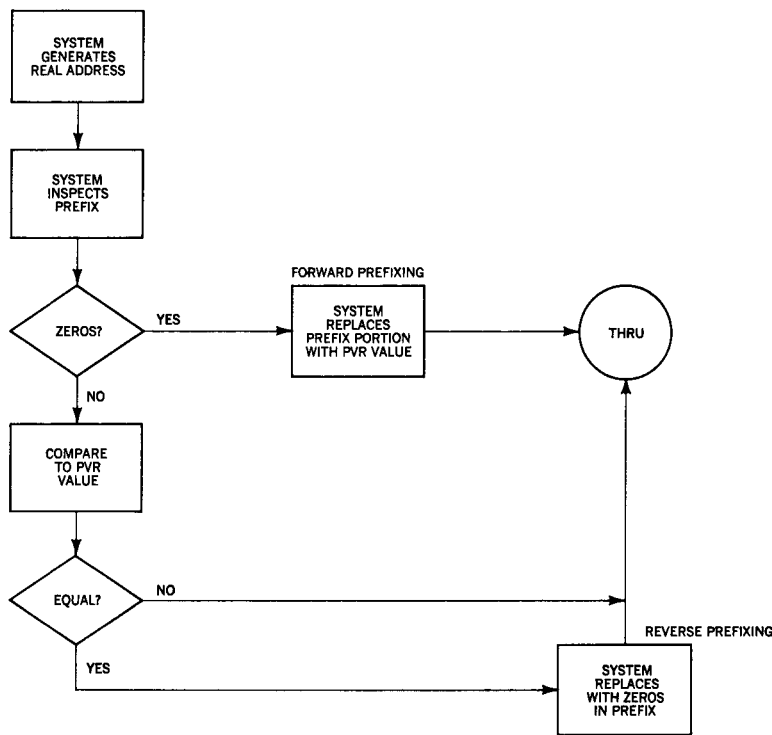 SYSTEM
GENERATES
REAL ADDRESS
SYSTEM
INSPECTS
PREFIX
ZEROS?
YES
FORWARD PREFIXING
SYSTEM
REPLACES
PREFIX PORTION
WITH PVR VALUE
THRU
NO
COMPARE
TO PVR
VALUE
EQUAL?
NO
YES
REVERSE PREFIXING
SYSTEM
REPLACES
WITH ZEROS
IN PREFIX